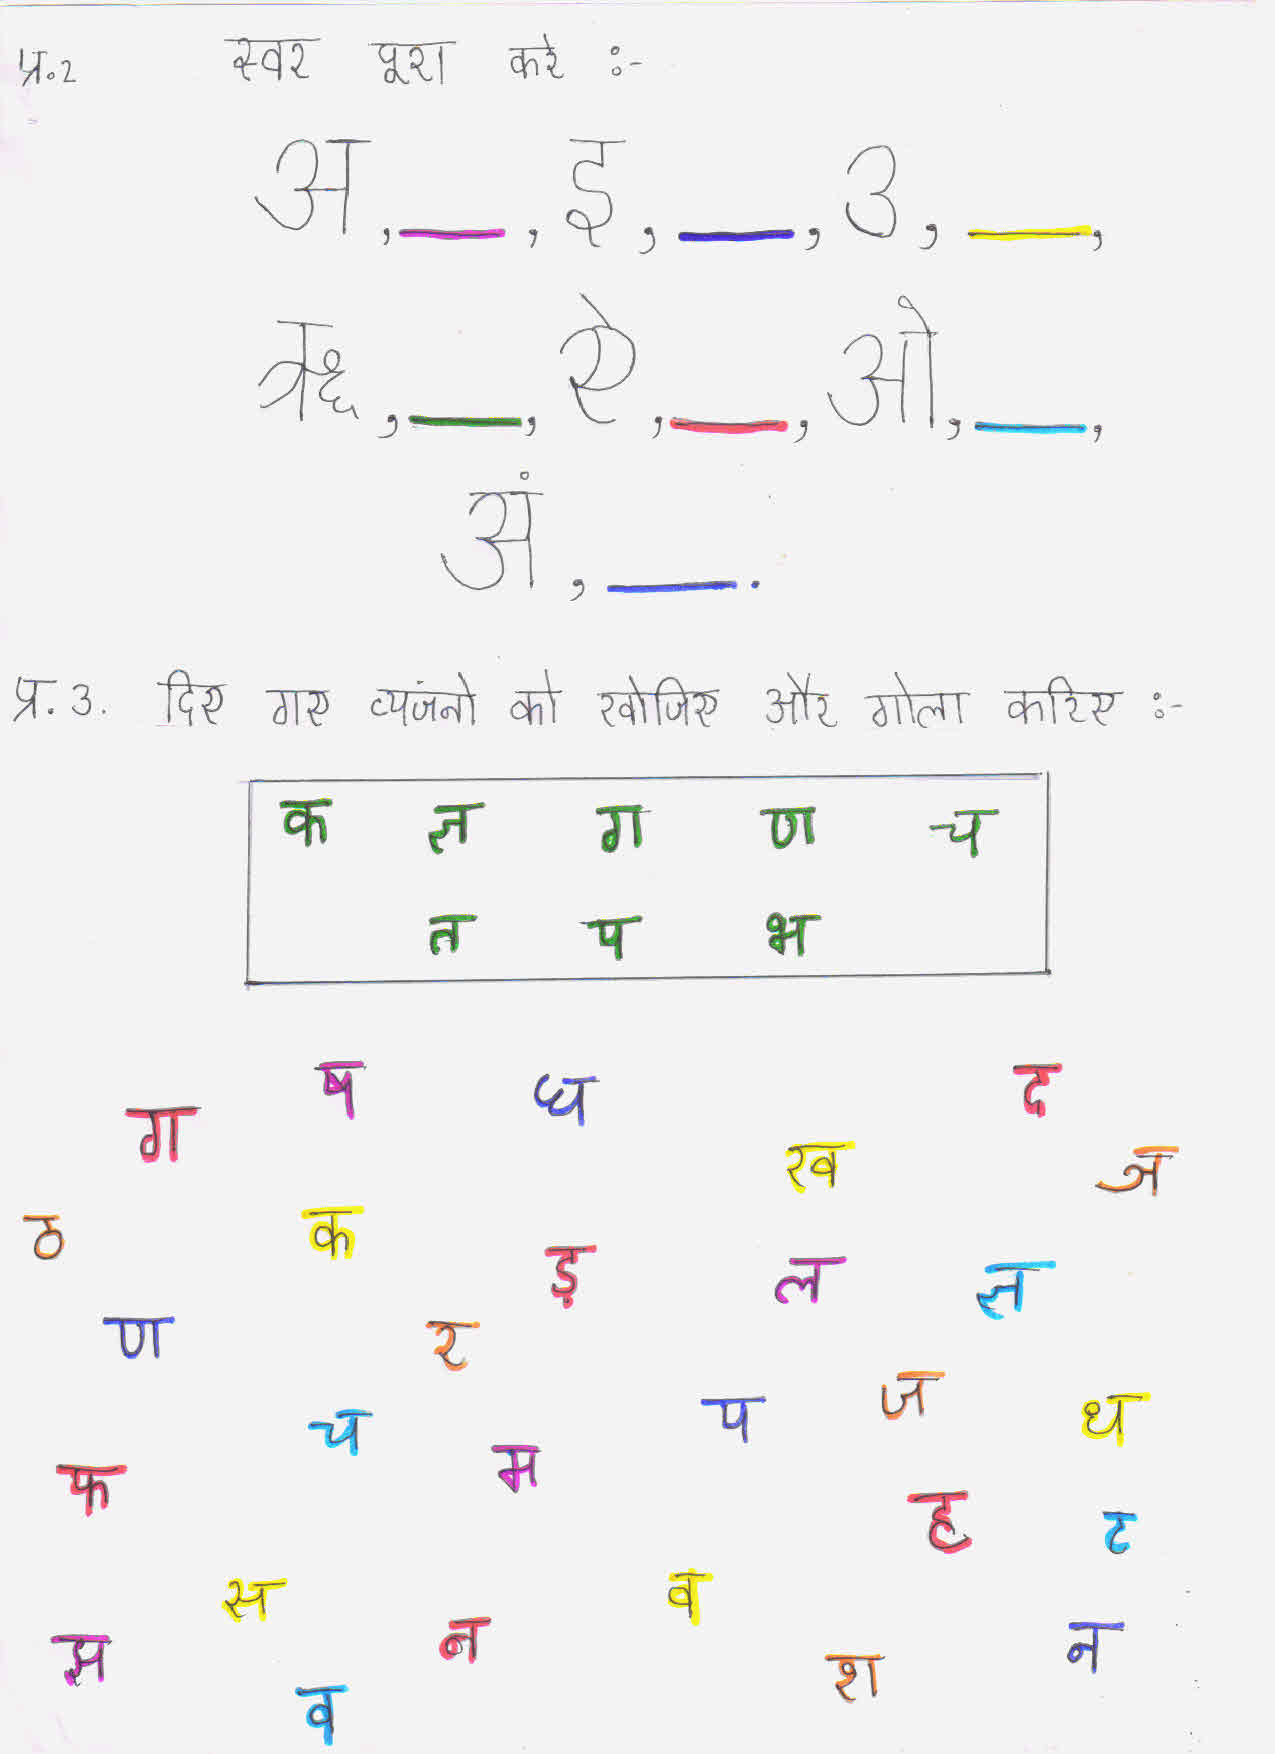 प्र.2 स्वर पूरा करे :-
अ, ___, इ, ___, उ, ___,
ऋ, ___, ऐ, ___, ओ, ___,
अं, ___.
प्र.3. दिए गए व्यंजनो को खोजिए और गोला करिए :-
क ज्ञ ग ण च
त प भ
ष ध द
ग ख ञ
ठ क ड़ ल ज्ञ
ण र
च प ज थ
फ म ह ट
स व
झ त न
व श